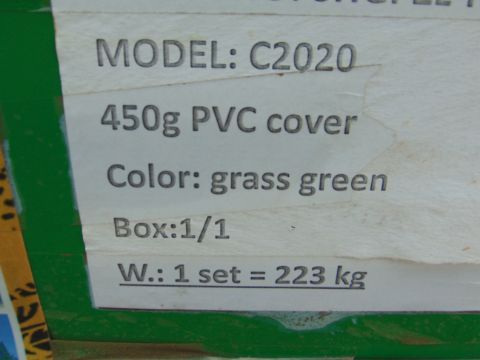 MODEL: C2020
450g PVC cover
Color: grass green
Box:1/1
W.: 1 set = 223 kg